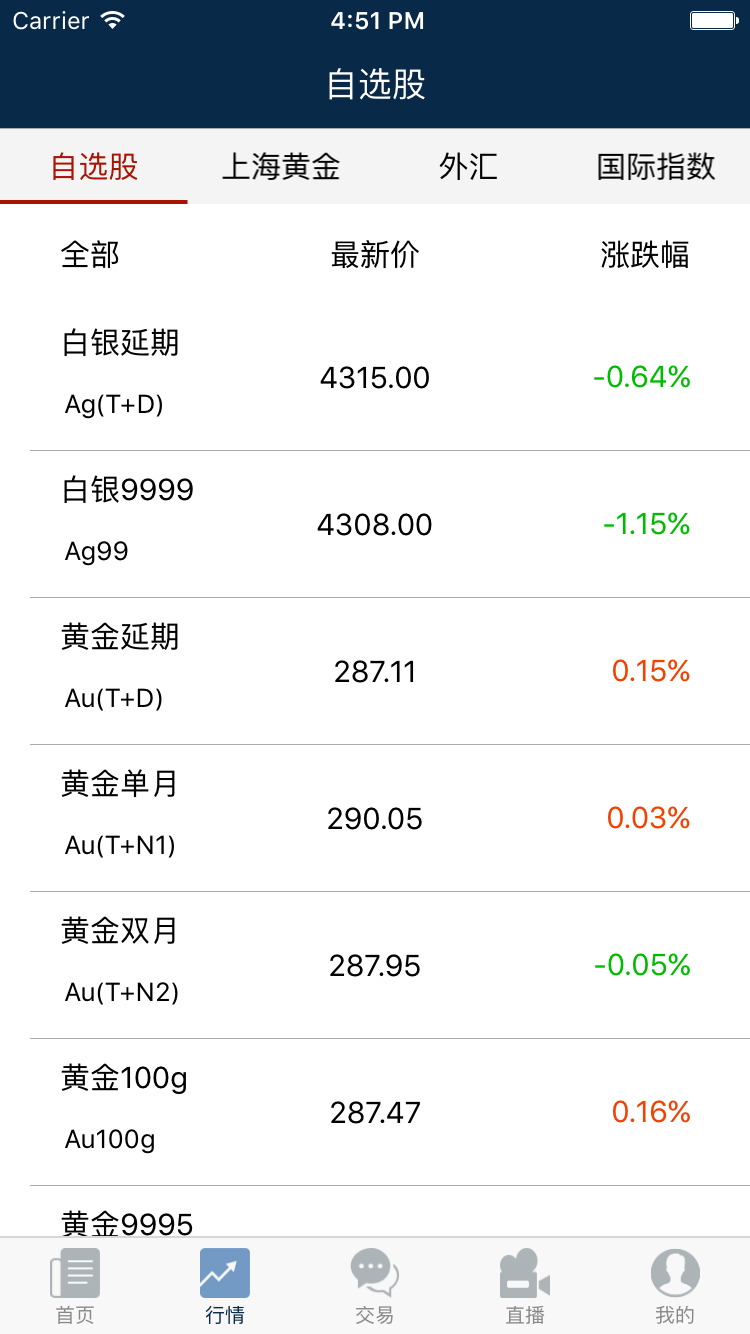 Carrier 4:51 PM
自选股
自选股 上海黄金 外汇 国际指数
全部 最新价 涨跌幅
白银延期
4315.00 -0.64%
Ag(T+D)
白银9999
4308.00 -1.15%
Ag99
黄金延期
287.11 0.15%
Au(T+D)
黄金单月
290.05 0.03%
Au(T+N1)
黄金双月
287.95 -0.05%
Au(T+N2)
黄金100g
287.47 0.16%
Au100g
黄金9995
首页 行情 交易 直播 我的